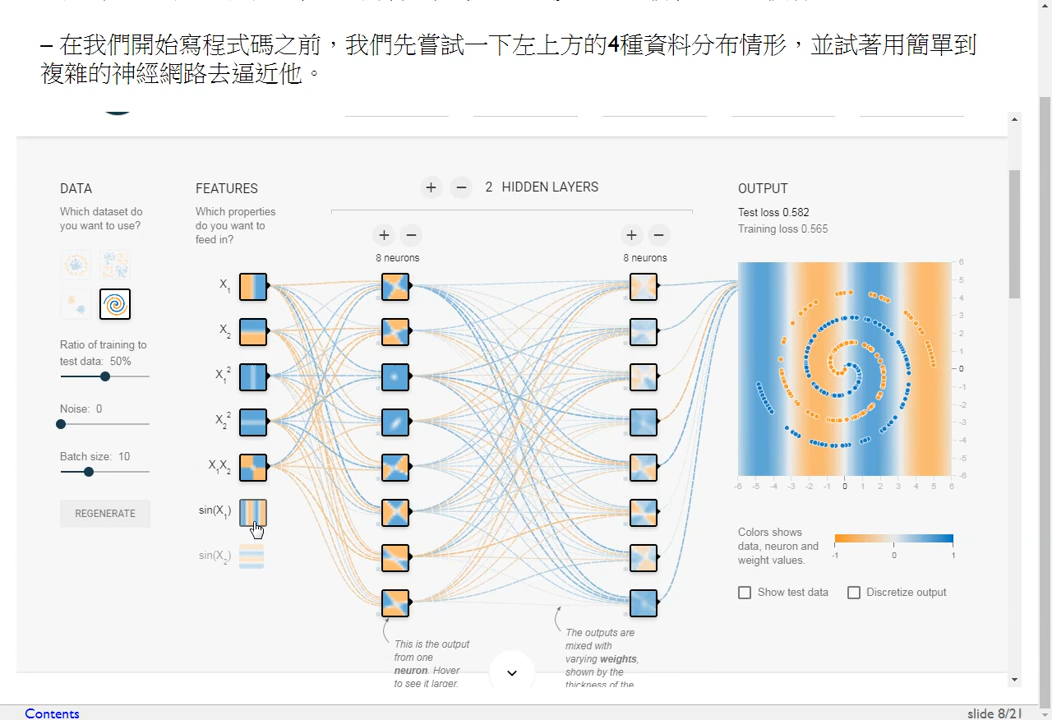 – 在我們開始寫程式碼之前，我們先嘗試一下左上方的4種資料分布情形，並試著用簡單到
複雜的神經網路去逼近他。
DATA
Which dataset do
you want to use?
Ratio of training to
test data: 50%
Noise: 0
Batch size: 10
REGENERATE
FEATURES
Which properties
do you want to
feed in?
X1
X2
X1²
X2²
X1X2
sin(X1)
sin(X2)
+ − 2 HIDDEN LAYERS
+ −
8 neurons
+ −
8 neurons
This is the output
from one
neuron. Hover
to see it larger.
The outputs are
mixed with
varying weights,
shown by the
thickness of the
OUTPUT
Test loss 0.582
Training loss 0.565
6
5
4
3
2
1
0
-1
-2
-3
-4
-5
-6
-6 -5 -4 -3 -2 -1 0 1 2 3 4 5 6
Colors shows
data, neuron and
weight values.
-1 0 1
Show test data
Discretize output
Contents
slide 8/21